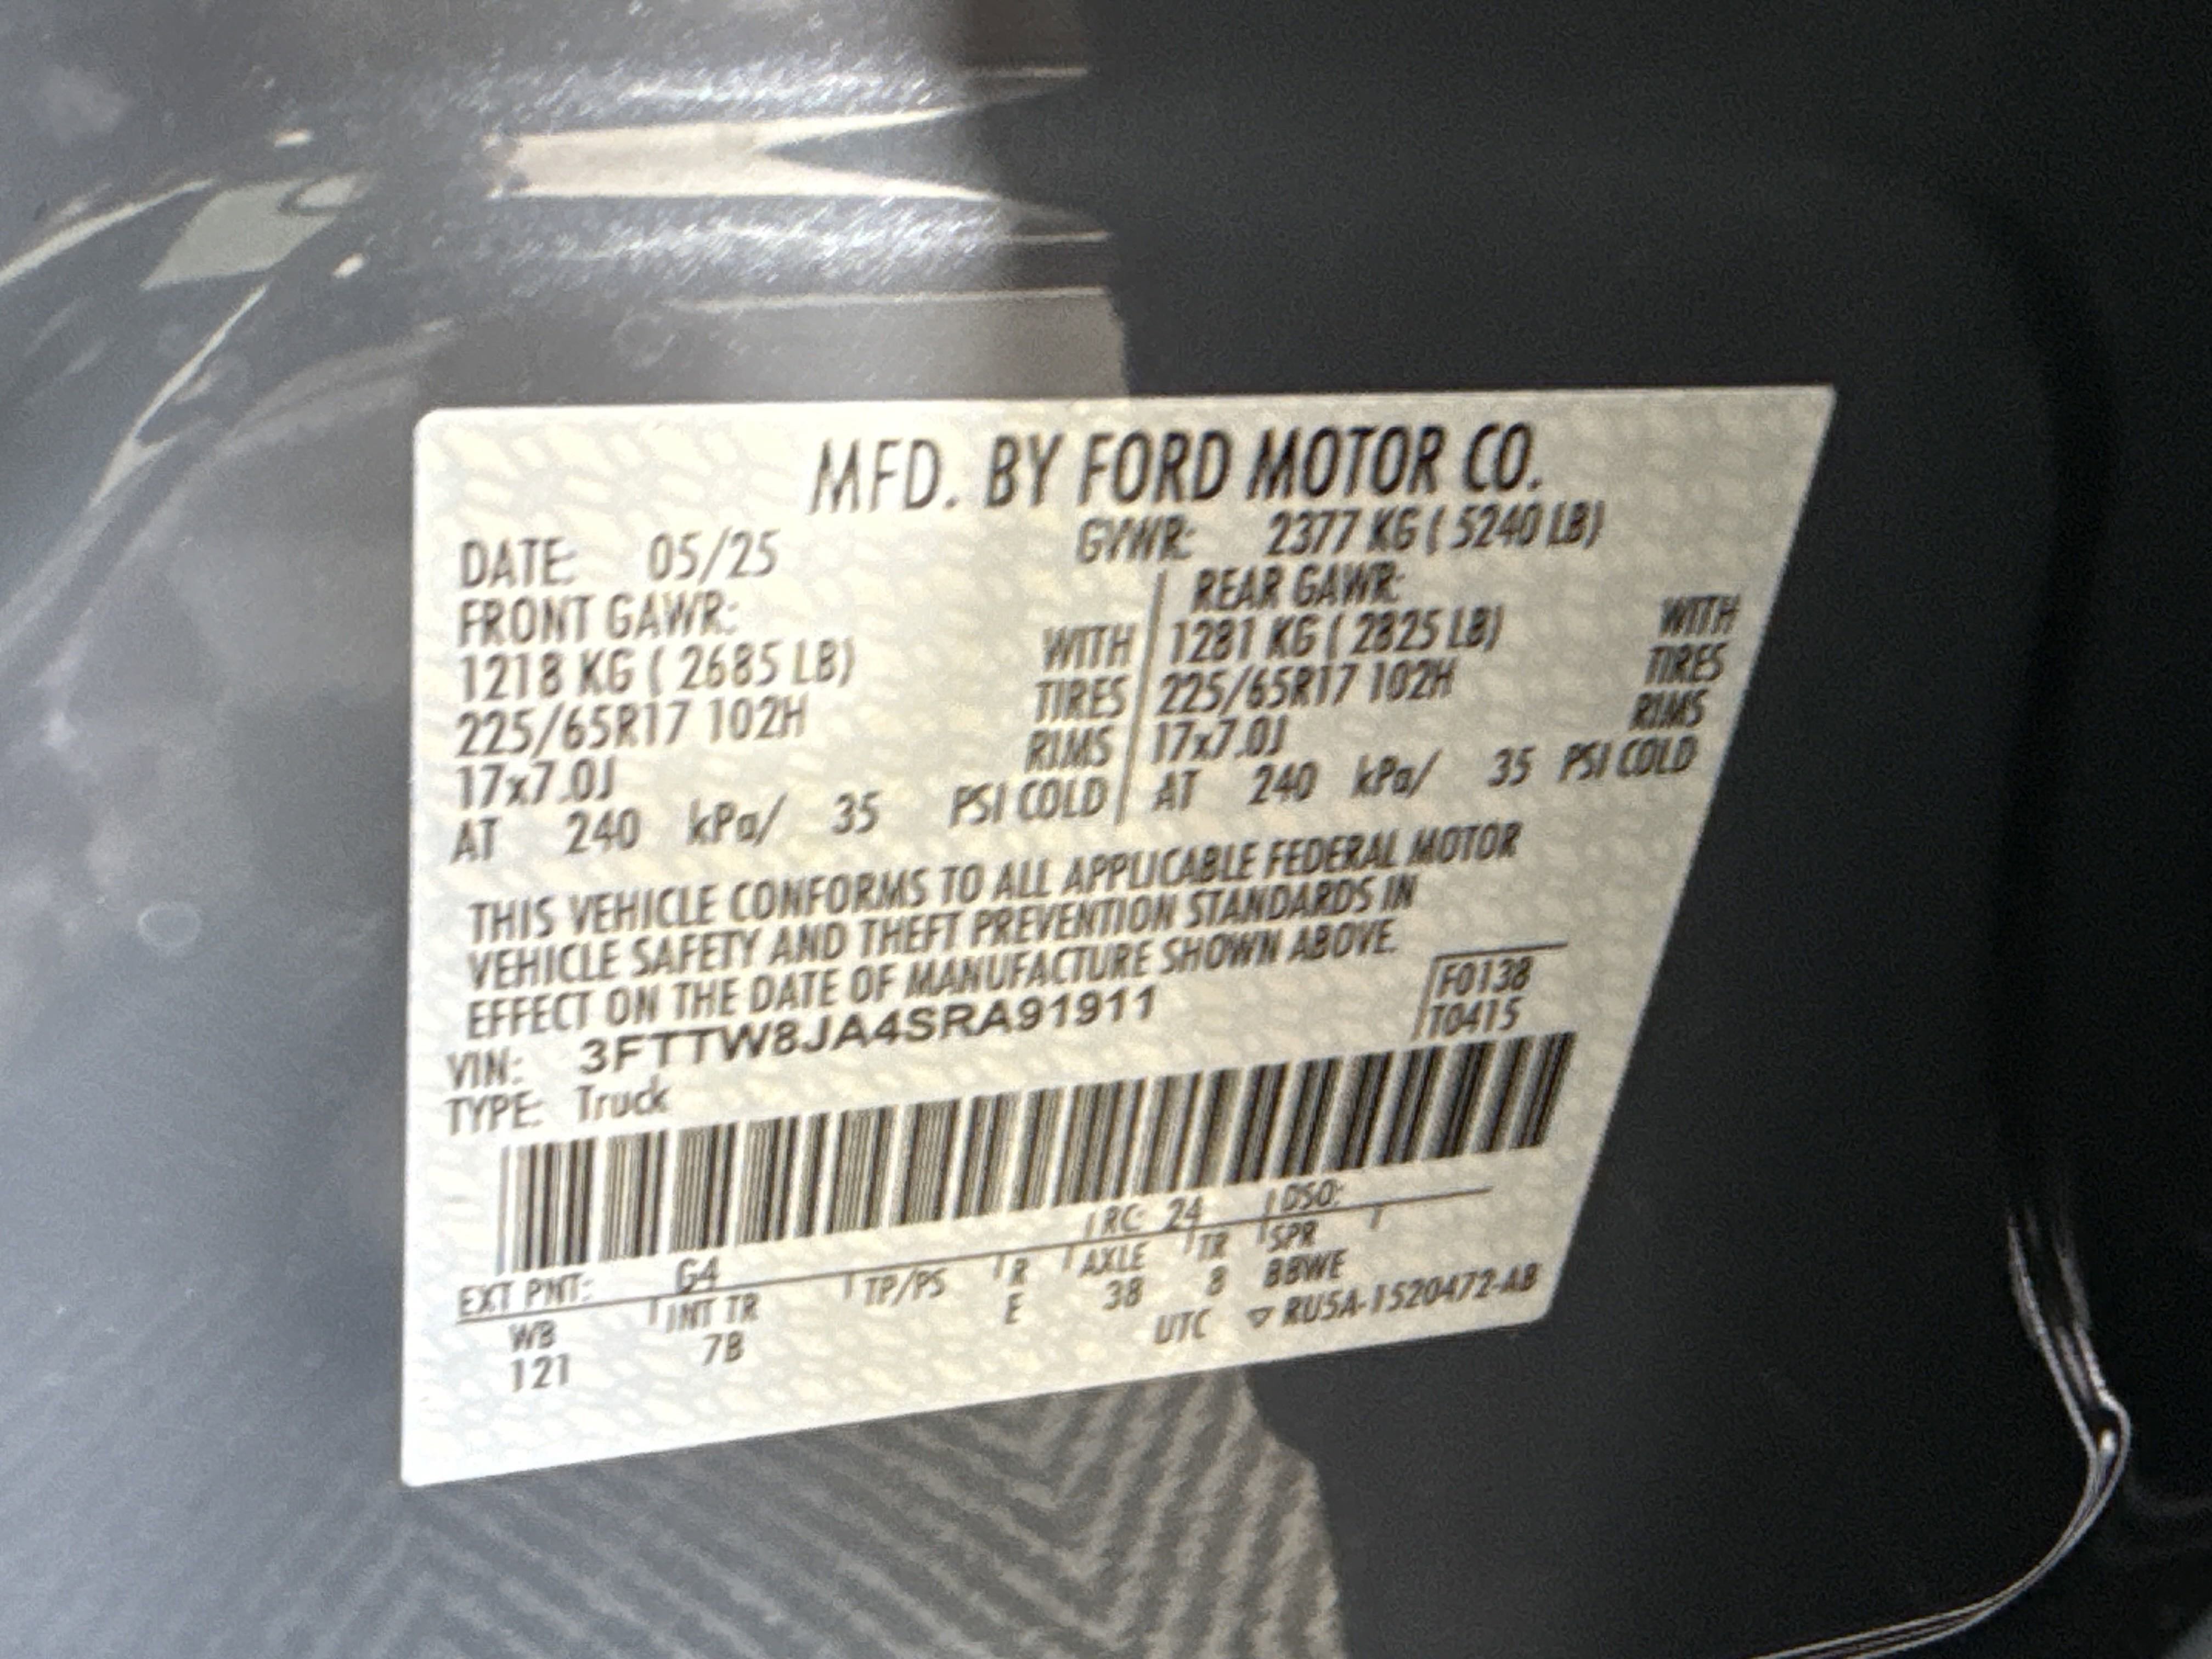 MFD. BY FORD MOTOR CO.
DATE: 05/25 GVWR: 2377 KG ( 5240 LB)
FRONT GAWR: REAR GAWR:
1218 KG ( 2685 LB) WITH 1281 KG ( 2825 LB) WITH
225/65R17 102H TIRES 225/65R17 102H TIRES
17x7.0J RIMS 17x7.0J RIMS
AT 240 kPa/ 35 PSI COLD AT 240 kPa/ 35 PSI COLD
THIS VEHICLE CONFORMS TO ALL APPLICABLE FEDERAL MOTOR
VEHICLE SAFETY AND THEFT PREVENTION STANDARDS IN
EFFECT ON THE DATE OF MANUFACTURE SHOWN ABOVE.
VIN: 3FTTW8JA4SRA91911 F0138
TYPE: Truck T0415
EXT PNT: G4 RC: 24 DSO:
WB INT TR TP/PS R AXLE TR SPR
121 7B E 38 8 BBWE
UTC ▽ RU5A-1520472-AB